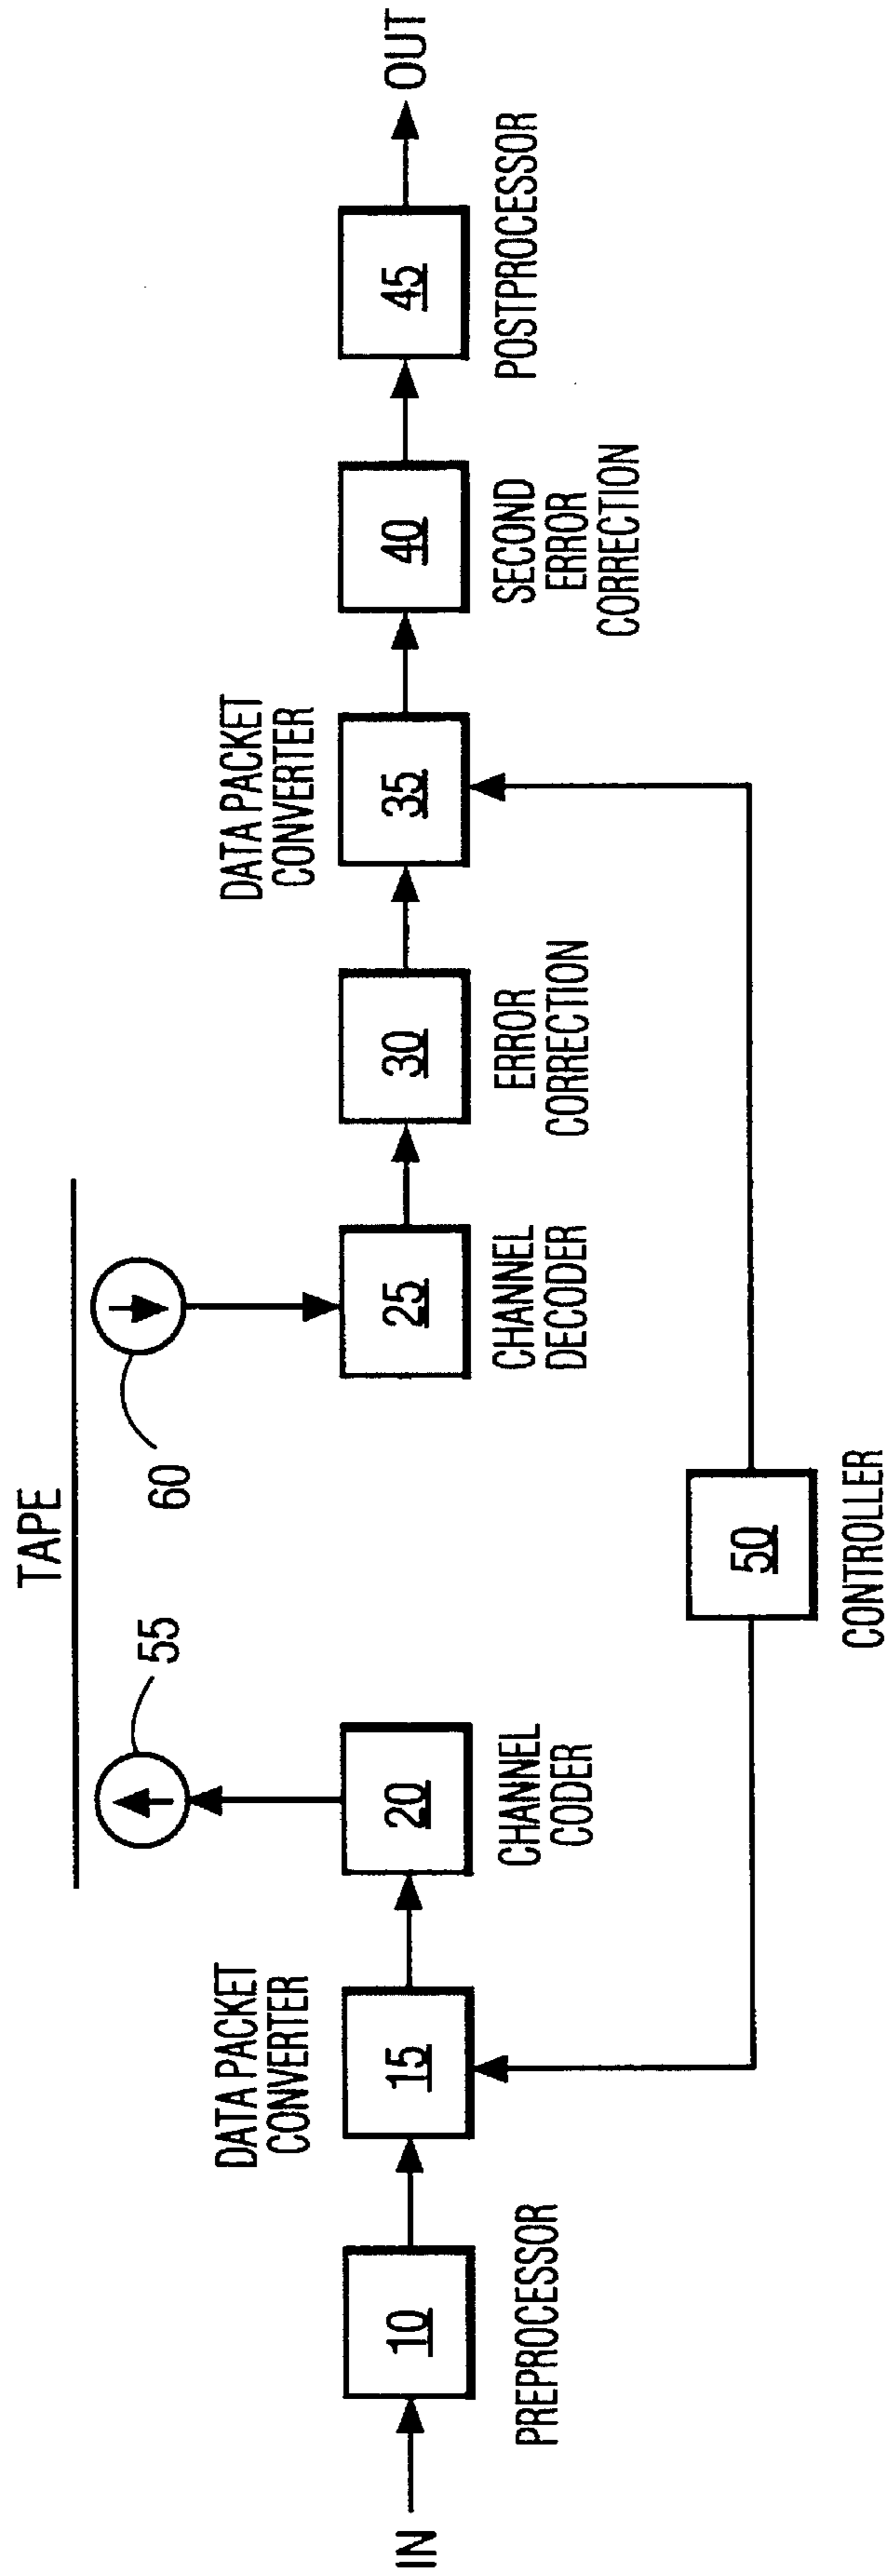 TAPE
55
60
DATA PACKET
CONVERTER
DATA PACKET
CONVERTER
IN
10
15
20
25
30
35
40
45
OUT
PREPROCESSOR
CHANNEL
CODER
CHANNEL
DECODER
ERROR
CORRECTION
SECOND
ERROR
CORRECTION
POSTPROCESSOR
50
CONTROLLER